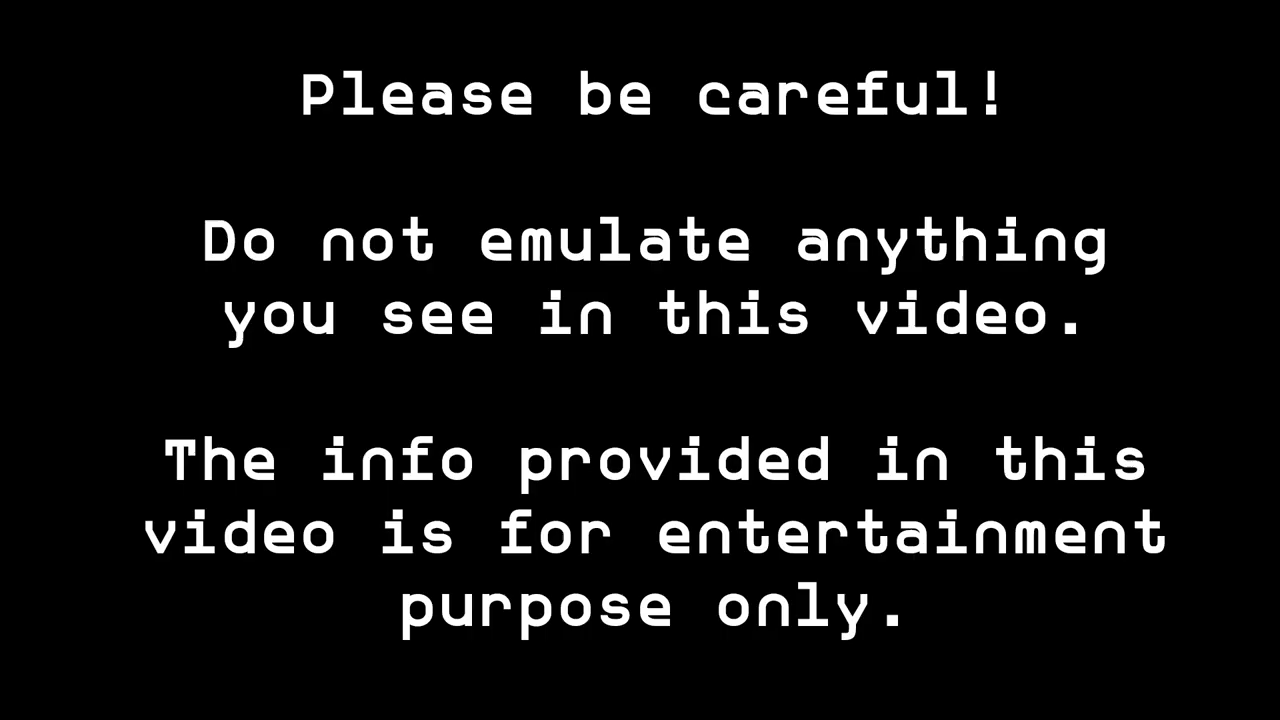 Please be careful!
Do not emulate anything
you see in this video.
The info provided in this
video is for entertainment
purpose only.